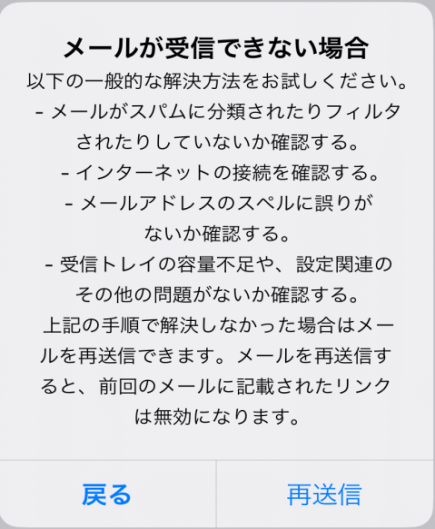 メールが受信できない場合
以下の一般的な解決方法をお試しください。
- メールがスパムに分類されたりフィルタ
されたりしていないか確認する。
- インターネットの接続を確認する。
- メールアドレスのスペルに誤りが
ないか確認する。
- 受信トレイの容量不足や、設定関連の
その他の問題がないか確認する。
上記の手順で解決しなかった場合はメー
ルを再送信できます。メールを再送信す
ると、前回のメールに記載されたリンク
は無効になります。
戻る
再送信